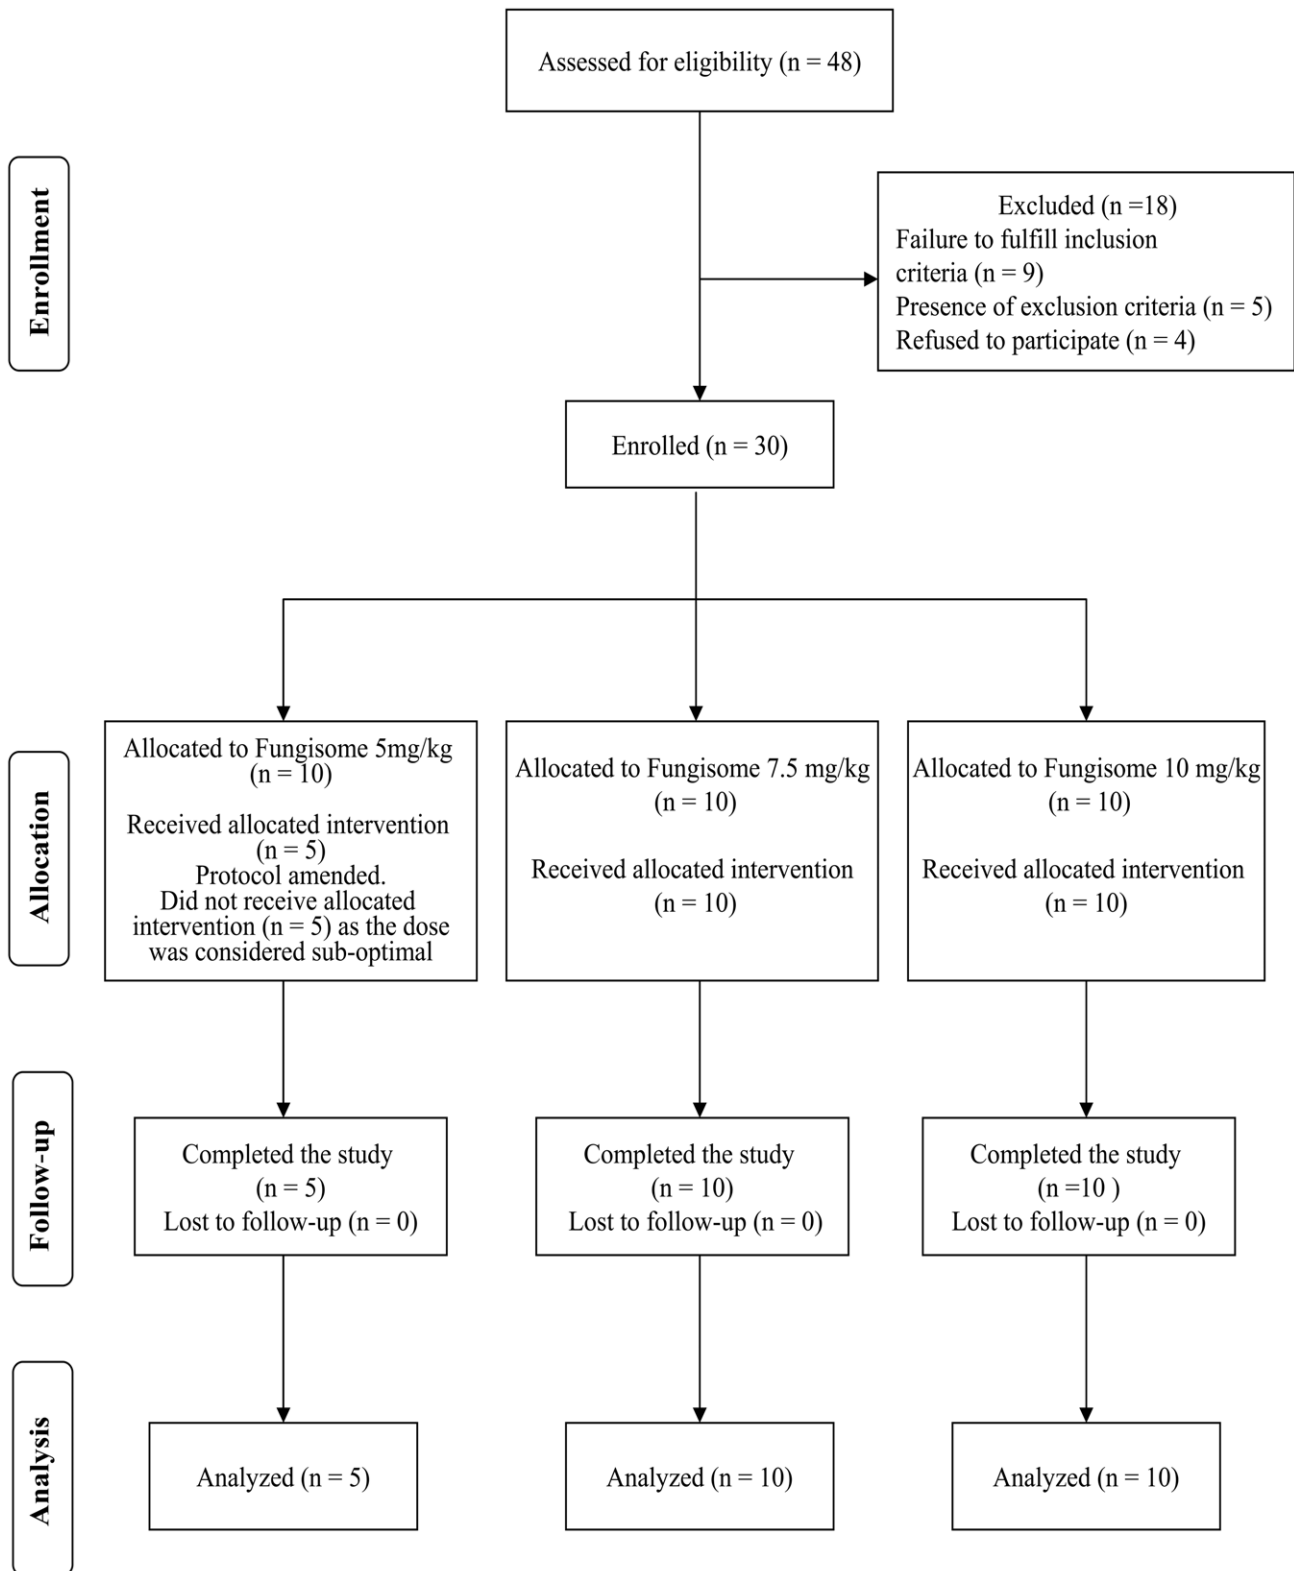 Assessed for eligibility (n = 48)
Enrollment
Excluded (n =18)
Failure to fulfill inclusion
criteria (n = 9)
Presence of exclusion criteria (n = 5)
Refused to participate (n = 4)
Enrolled (n = 30)
Allocation
Allocated to Fungisome 5mg/kg
(n = 10)
Received allocated intervention
(n = 5)
Protocol amended.
Did not receive allocated
intervention (n = 5) as the dose
was considered sub-optimal
Allocated to Fungisome 7.5 mg/kg
(n = 10)
Received allocated intervention
(n = 10)
Allocated to Fungisome 10 mg/kg
(n = 10)
Received allocated intervention
(n = 10)
Follow-up
Completed the study
(n = 5)
Lost to follow-up (n = 0)
Completed the study
(n = 10)
Lost to follow-up (n = 0)
Completed the study
(n =10 )
Lost to follow-up (n = 0)
Analysis
Analyzed (n = 5)
Analyzed (n = 10)
Analyzed (n = 10)